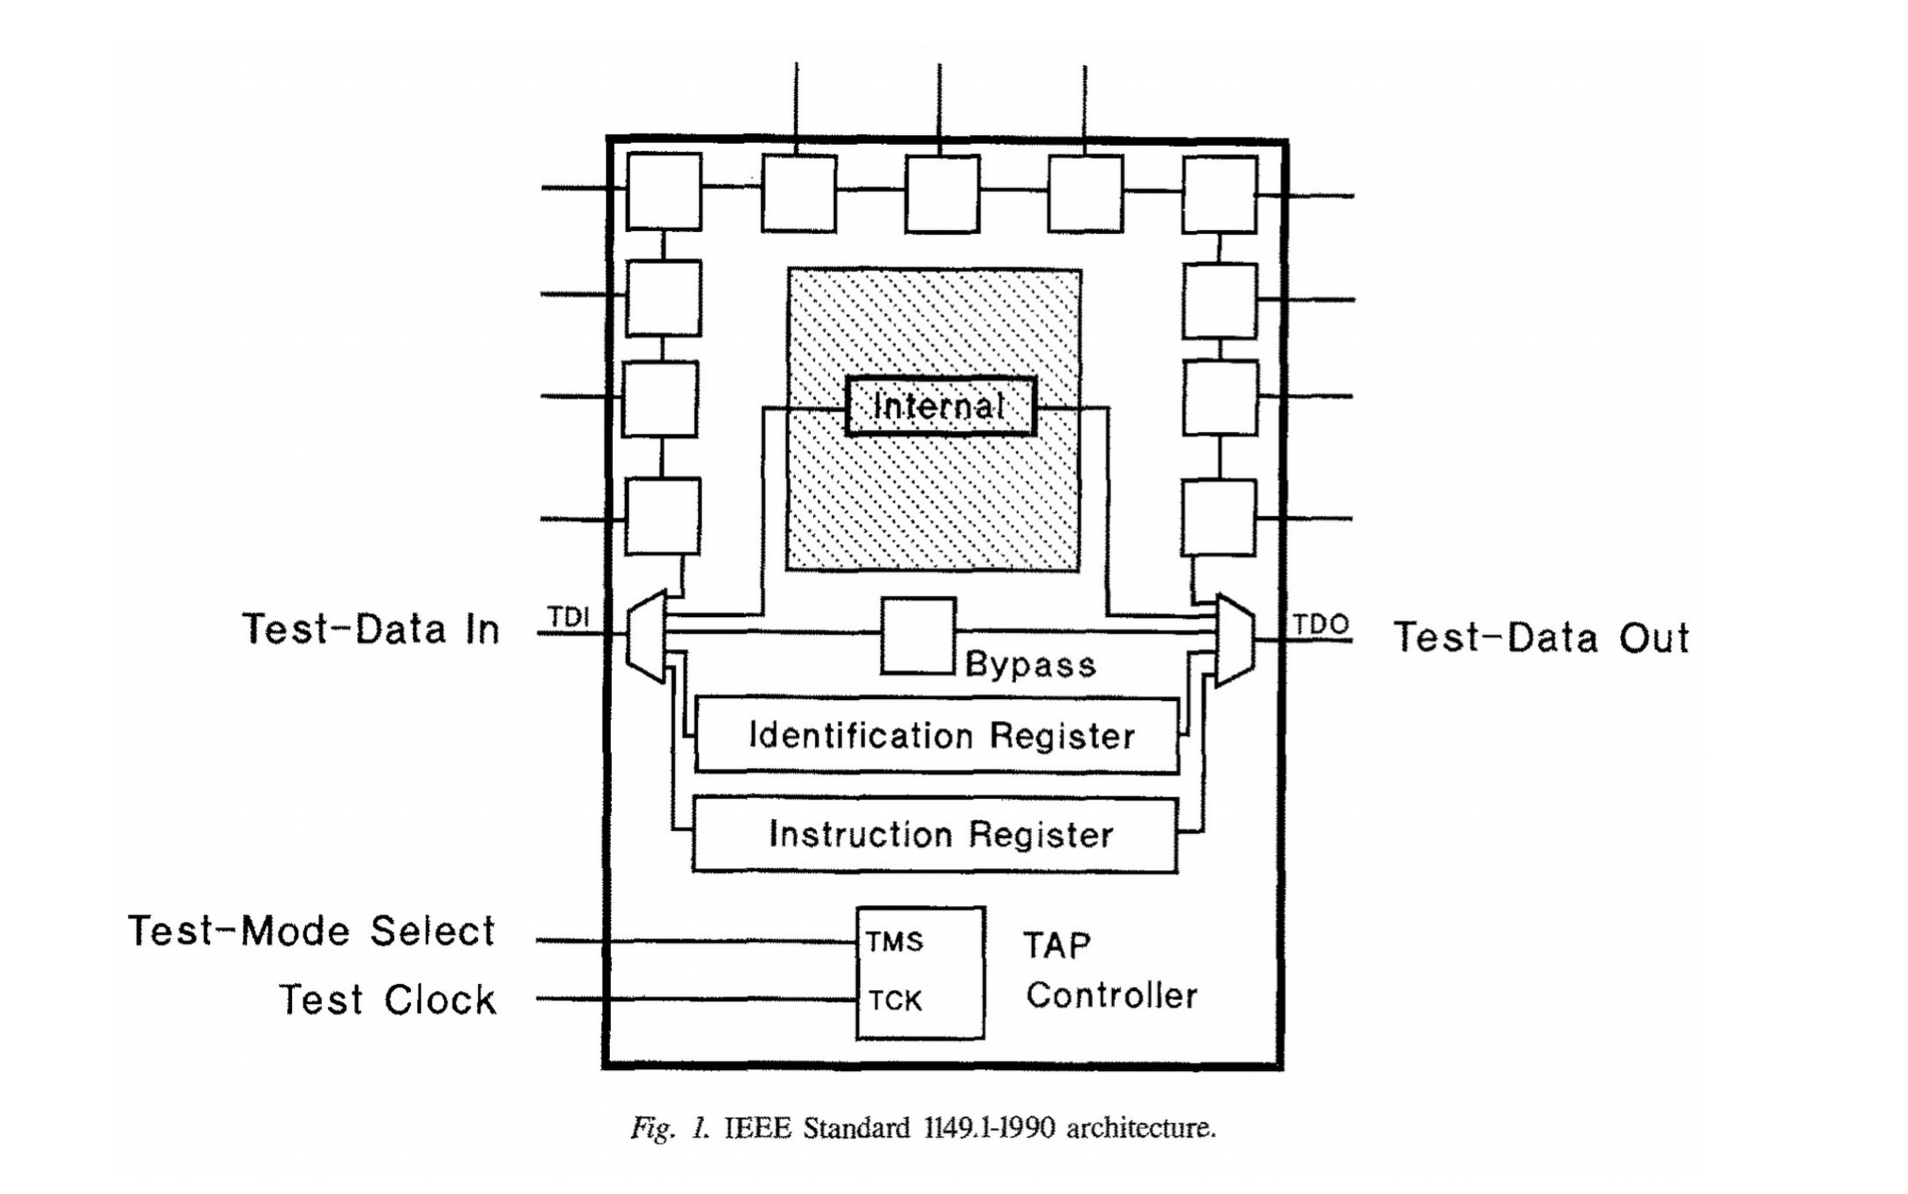 Internal
Test-Data In
TDI
TDO
Test-Data Out
Bypass
Identification Register
Instruction Register
Test-Mode Select
TMS
TAP
Controller
Test Clock
TCK
Fig. 1. IEEE Standard 1149.1-1990 architecture.